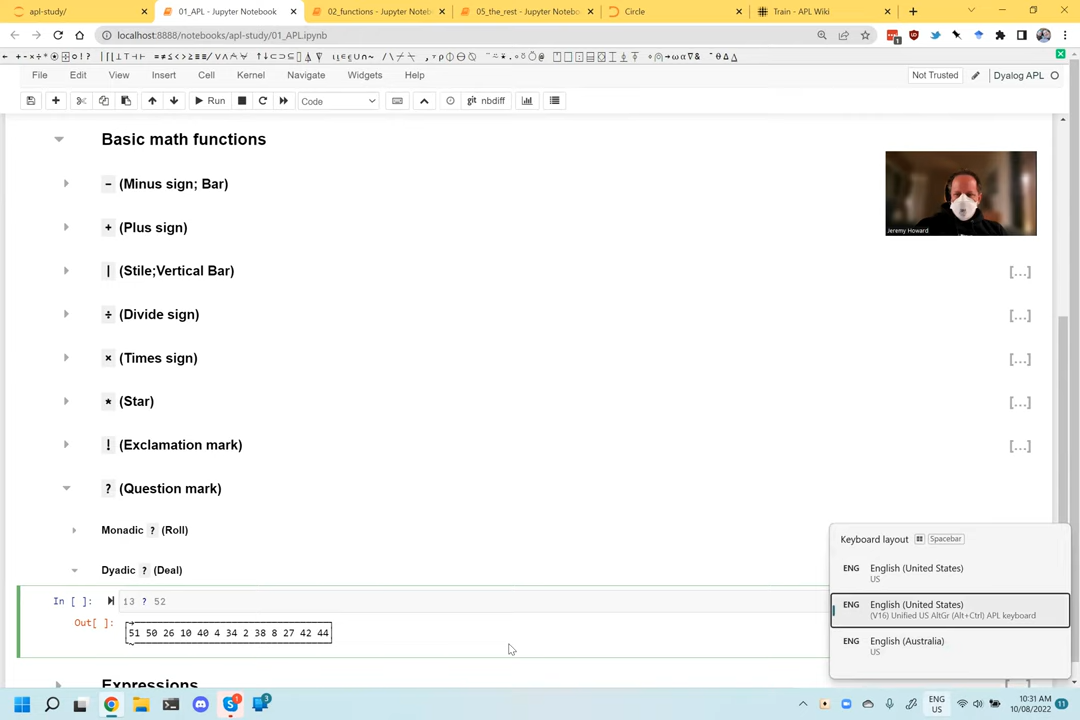 apl-study/
01_APL - Jupyter Notebook
02_functions - Jupyter Notebook
05_the_rest - Jupyter Notebook
Circle
Train - APL Wiki
localhost:8888/notebooks/apl-study/01_APL.ipynb
File Edit View Insert Cell Kernel Navigate Widgets Help
Not Trusted
Dyalog APL
Run
Code
nbdiff
Basic math functions
- (Minus sign; Bar)
+ (Plus sign)
| (Stile;Vertical Bar)
[...]
÷ (Divide sign)
[...]
× (Times sign)
[...]
* (Star)
[...]
! (Exclamation mark)
[...]
? (Question mark)
Monadic ? (Roll)
Dyadic ? (Deal)
In [ ]: 13 ? 52
Out[ ]:
51 50 26 10 40 4 34 2 38 8 27 42 44
Expressions
Jeremy Howard
Keyboard layout
Spacebar
ENG English (United States)
US
ENG English (United States)
(V16) Unified US AltGr (Alt+Ctrl) APL keyboard
ENG English (Australia)
US
ENG
US
10:31 AM
10/08/2022
11